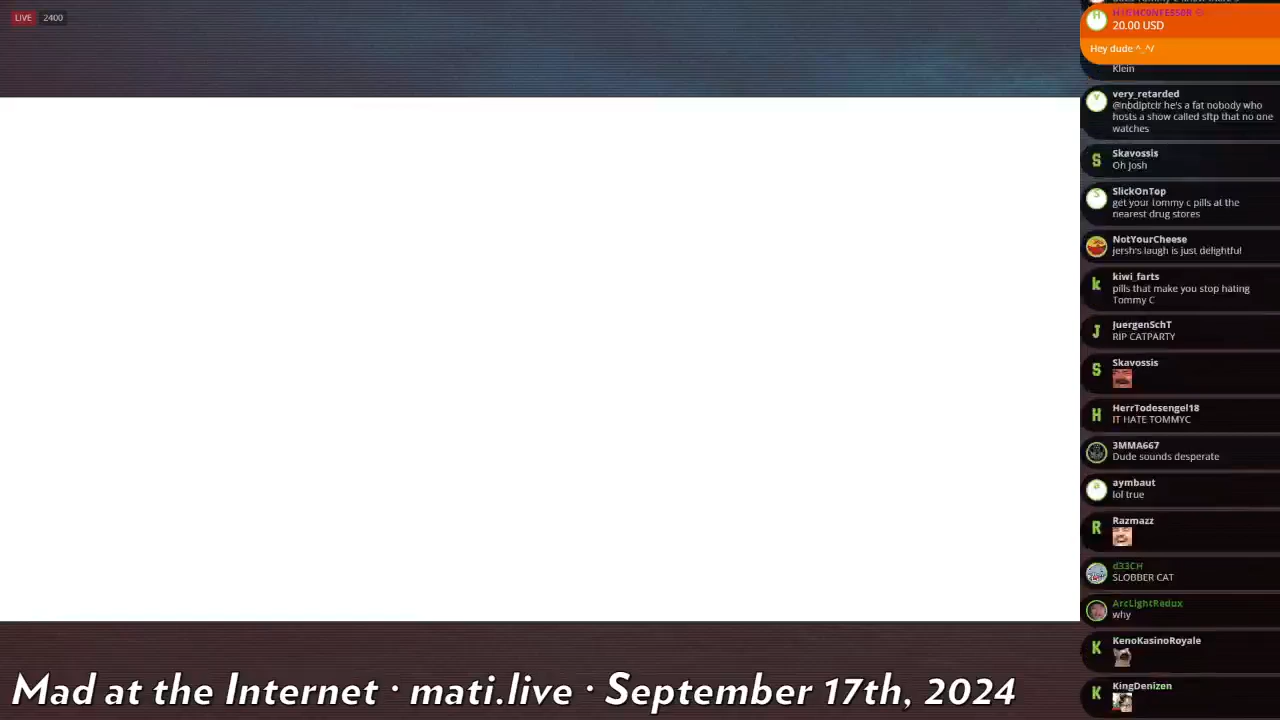 LIVE 2400
20.00 USD
Hey dude ^_^/
Klein
very_retarded
@nbdlptclr he's a fat nobody who
hosts a show called sftp that no one
watches
Skavossis
Oh Josh
SlickOnTop
get your tommy c pills at the
nearest drug stores
NotYourCheese
jersh's laugh is just delightful
kiwi_farts
pills that make you stop hating
Tommy C
JuergenSchT
RIP CATPARTY
Skavossis
HerrTodesengel18
IT HATE TOMMYC
3MMA667
Dude sounds desperate
aymbaut
lol true
Razmazz
d33CH
SLOBBER CAT
ArcLightRedux
why
KenoKasinoRoyale
KingDenizen
Mad at the Internet · mati.live · September 17th, 2024